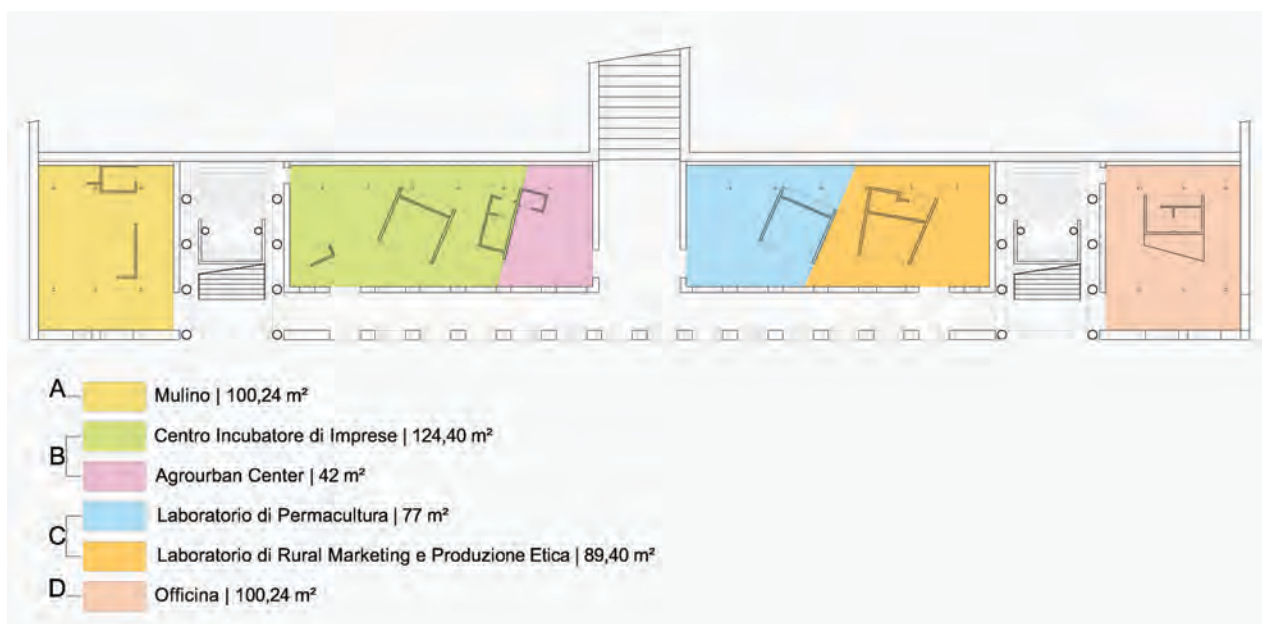 A
Mulino | 100,24 m²
B
Centro Incubatore di Imprese | 124,40 m²
Agrourban Center | 42 m²
C
Laboratorio di Permacultura | 77 m²
Laboratorio di Rural Marketing e Produzione Etica | 89,40 m²
D
Officina | 100,24 m²